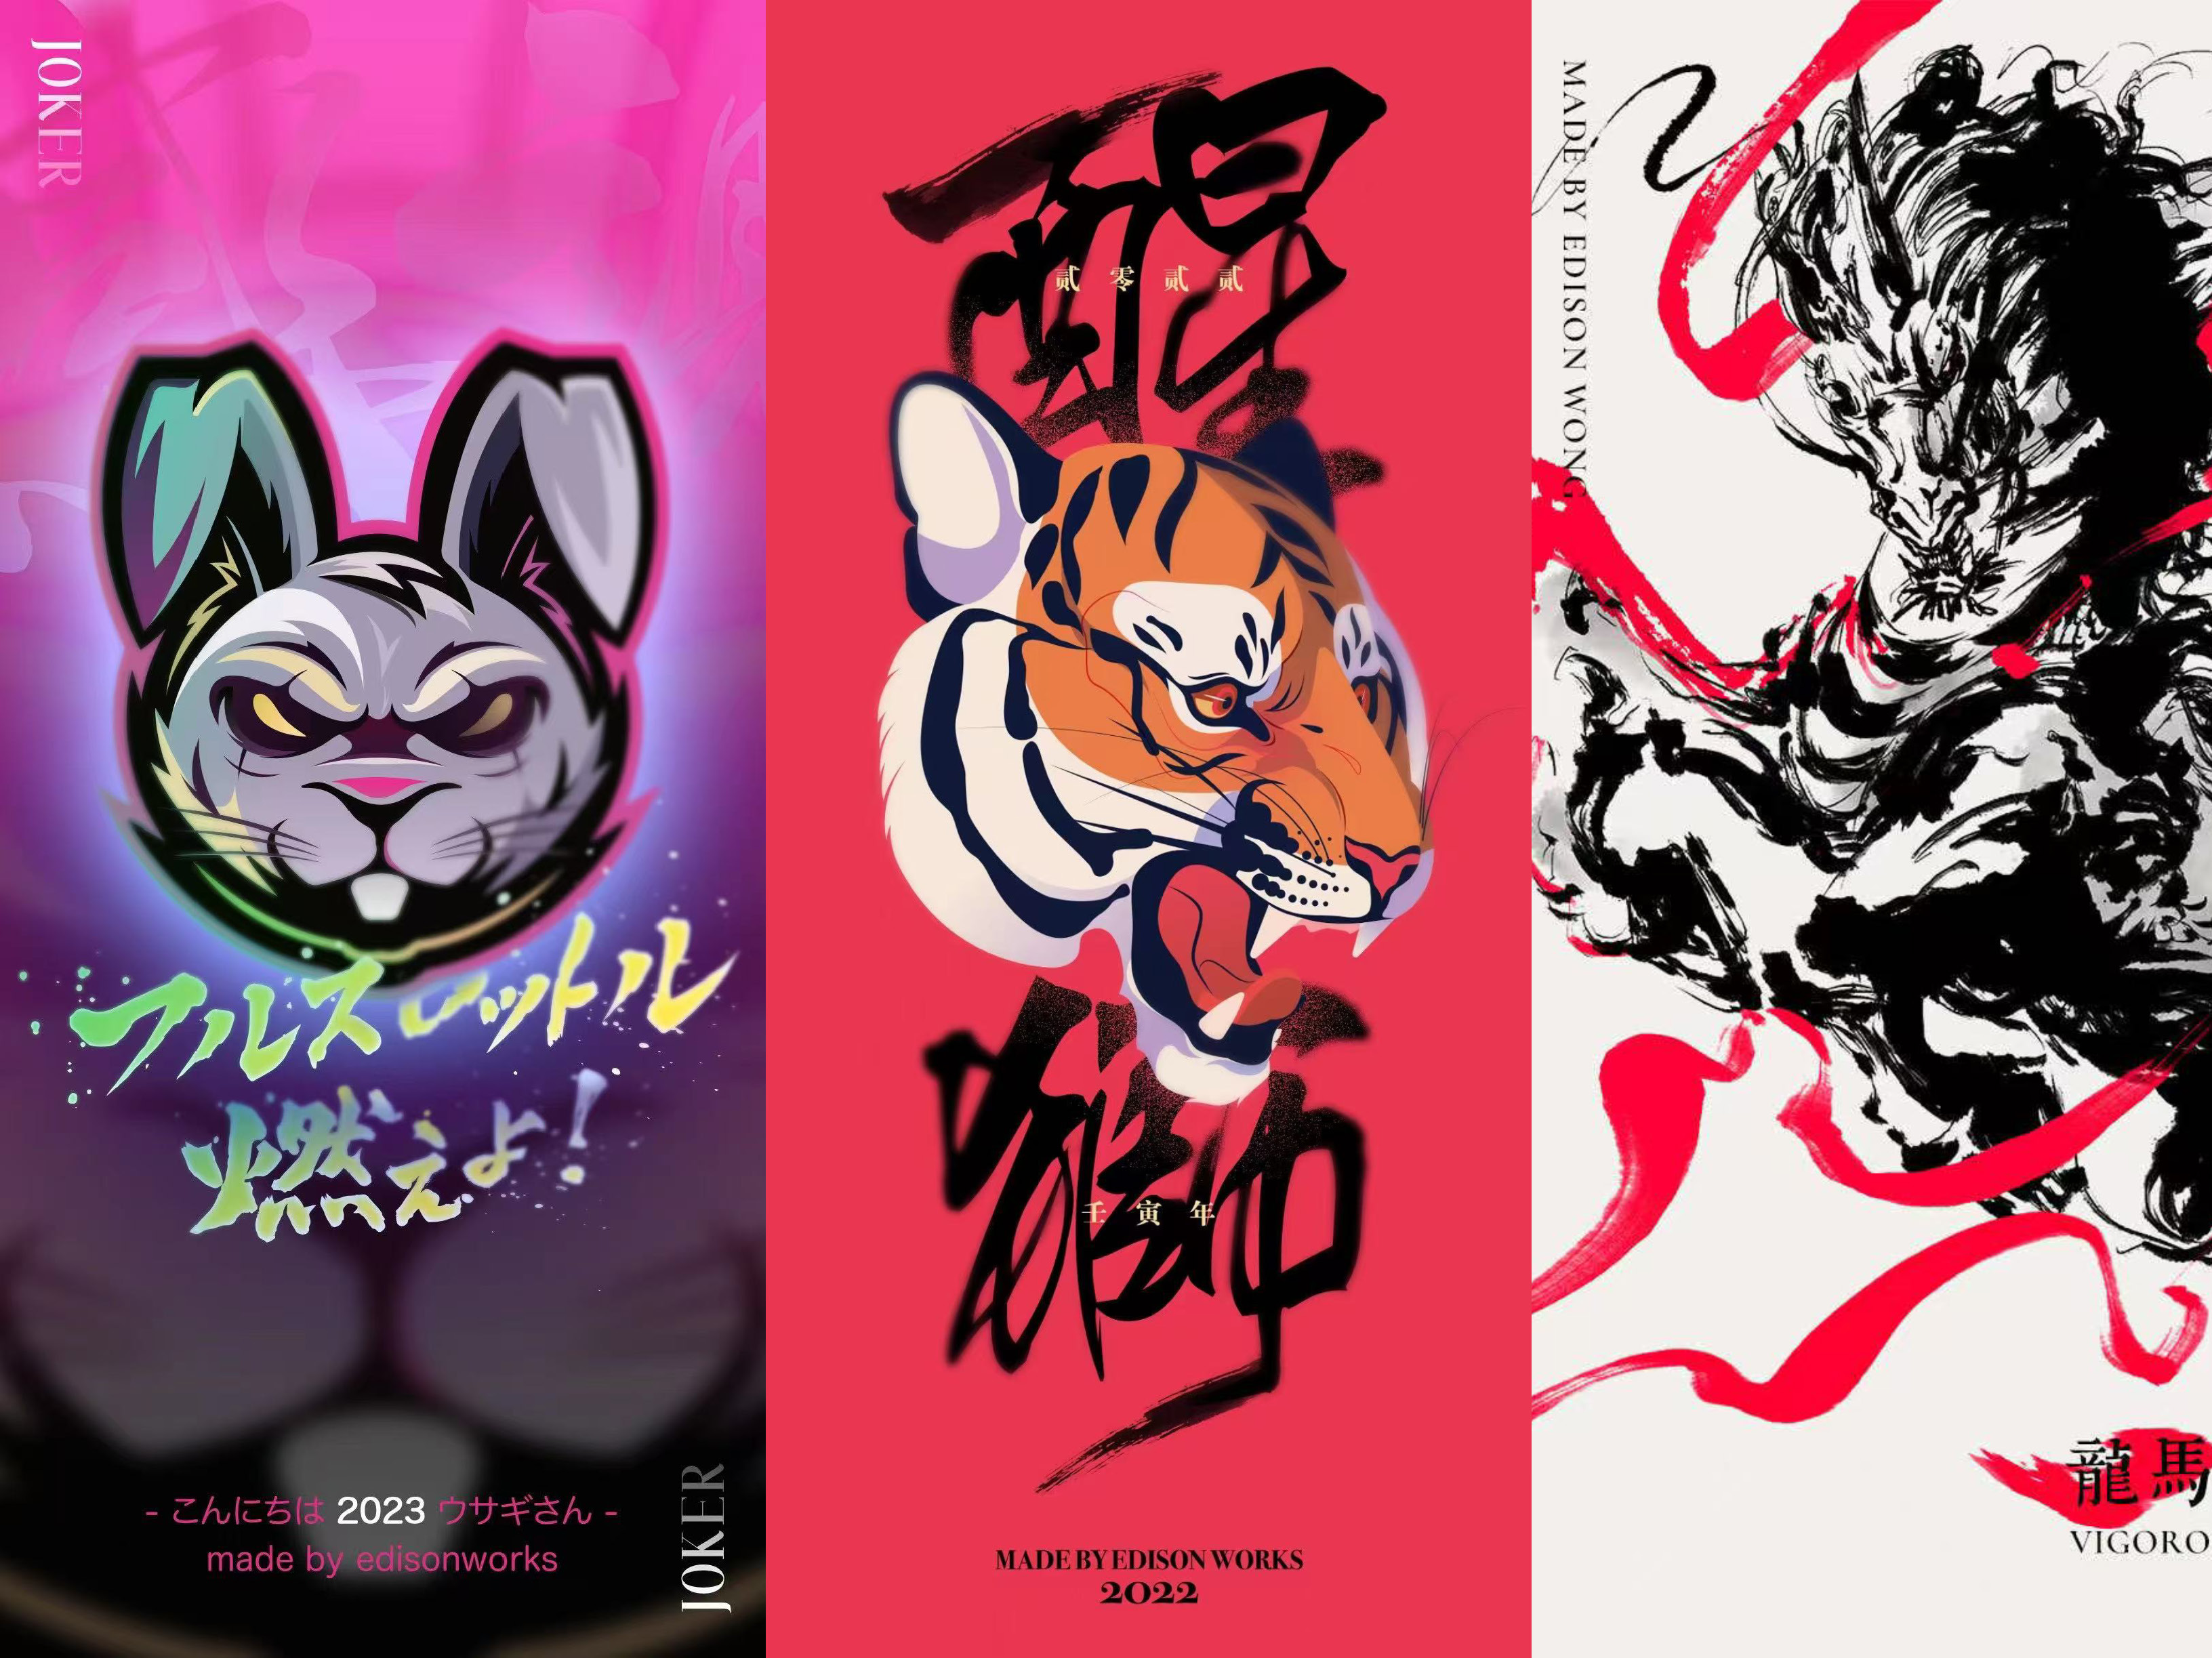 JOKER
フルスロットル
燃えよ！
- こんにちは 2023 ウサギさん -
made by edisonworks
JOKER
醒
贰零贰贰
獅
壬寅年
MADE BY EDISON WORKS
2022
MADE BY EDISON WONG
龍馬
VIGORO